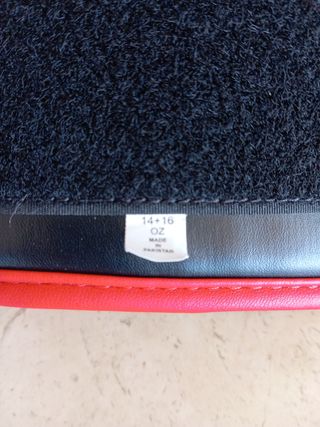 14+16
OZ
MADE
IN
PAKISTAN